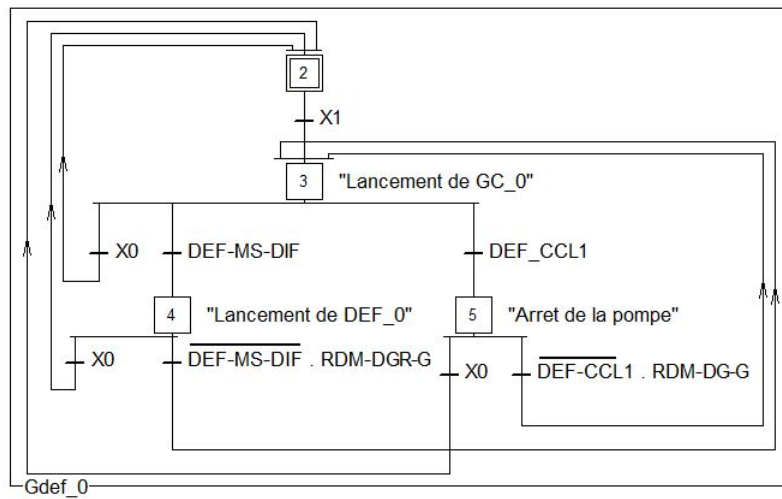 2
X1
3 "Lancement de GC_0"
X0 DEF-MS-DIF DEF_CCL1
4 "Lancement de DEF_0" 5 "Arret de la pompe"
X0 DEF-MS-DIF . RDM-DGR-G X0 DEF-CCL1 . RDM-DG-G
Gdef_0